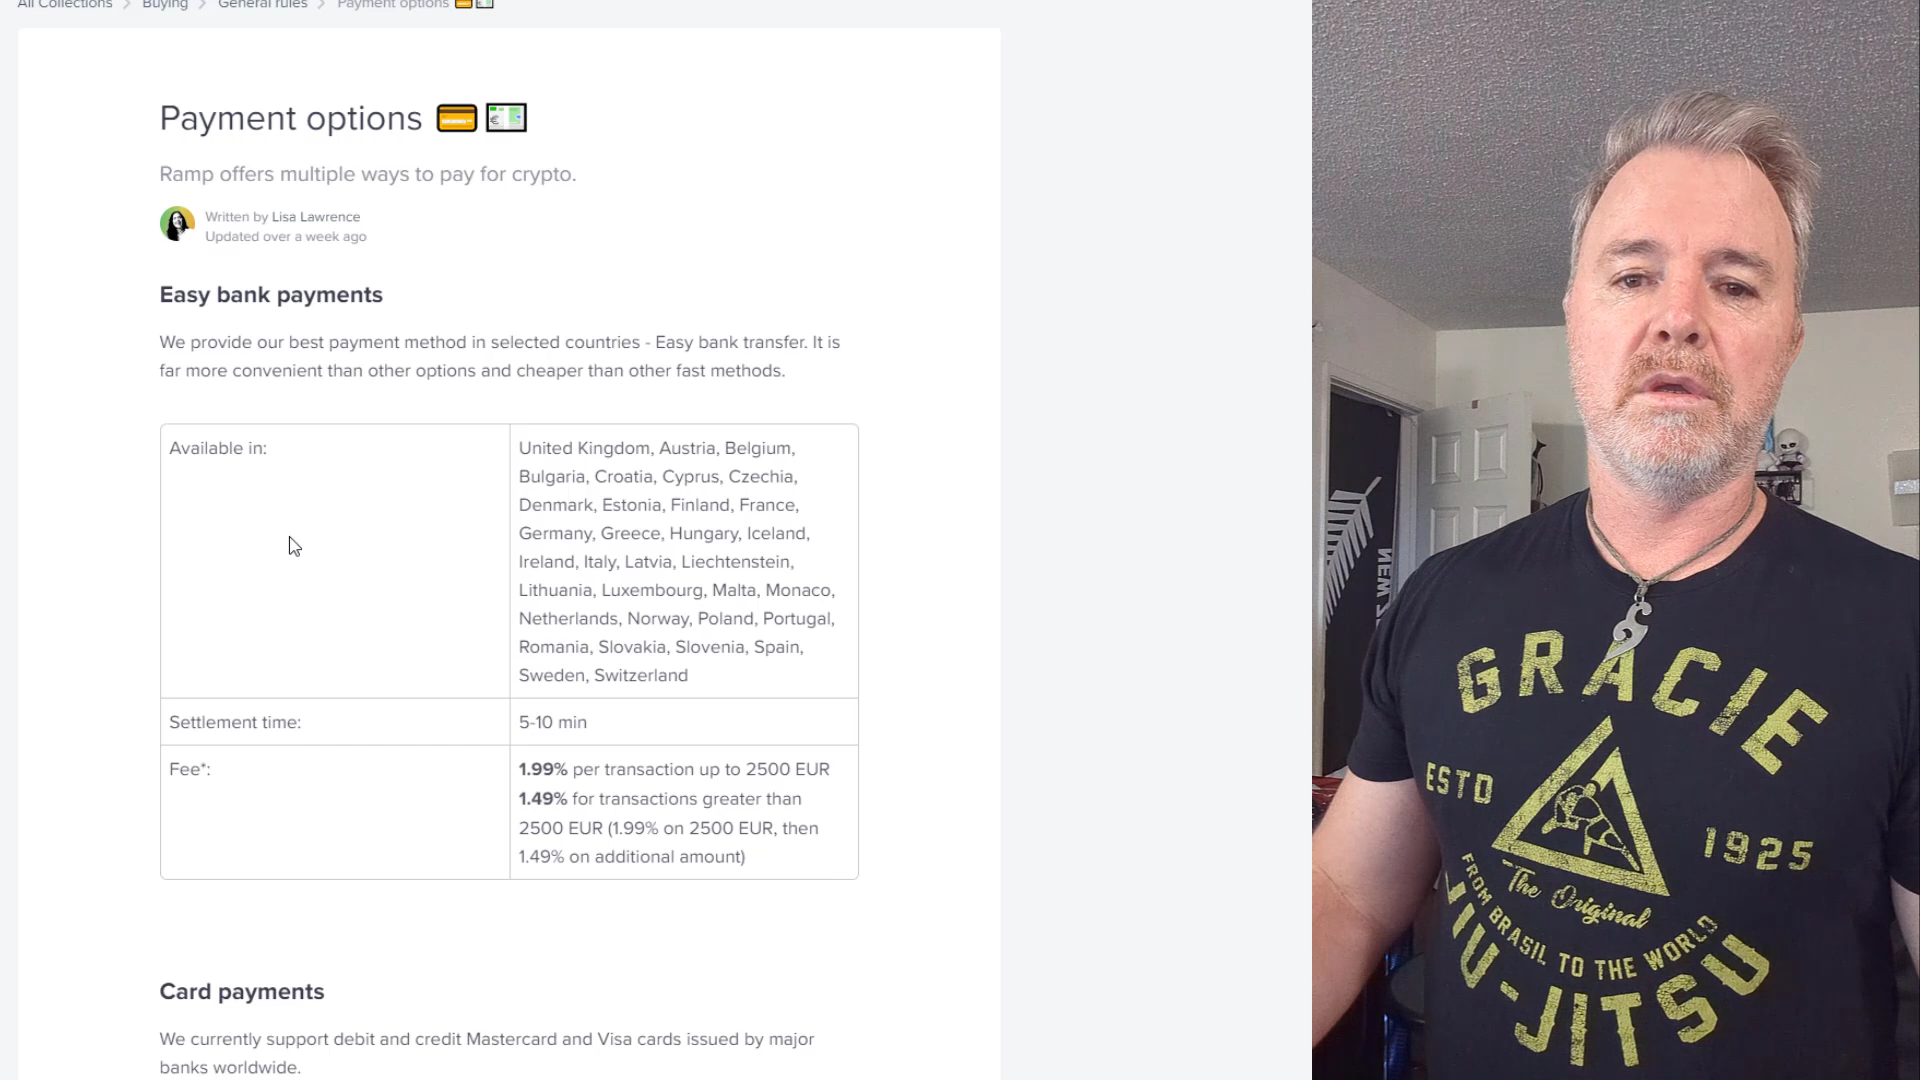 All Collections > Buying > General rules > Payment options
Payment options
Ramp offers multiple ways to pay for crypto.
Written by Lisa Lawrence
Updated over a week ago
Easy bank payments
We provide our best payment method in selected countries - Easy bank transfer. It is
far more convenient than other options and cheaper than other fast methods.
Available in:
United Kingdom, Austria, Belgium,
Bulgaria, Croatia, Cyprus, Czechia,
Denmark, Estonia, Finland, France,
Germany, Greece, Hungary, Iceland,
Ireland, Italy, Latvia, Liechtenstein,
Lithuania, Luxembourg, Malta, Monaco,
Netherlands, Norway, Poland, Portugal,
Romania, Slovakia, Slovenia, Spain,
Sweden, Switzerland
Settlement time:
5-10 min
Fee*:
1.99% per transaction up to 2500 EUR
1.49% for transactions greater than
2500 EUR (1.99% on 2500 EUR, then
1.49% on additional amount)
Card payments
We currently support debit and credit Mastercard and Visa cards issued by major
banks worldwide.
NEW
GRACIE
ESTD
1925
The Original
FROM BRASIL TO THE WORLD
JIU-JITSU